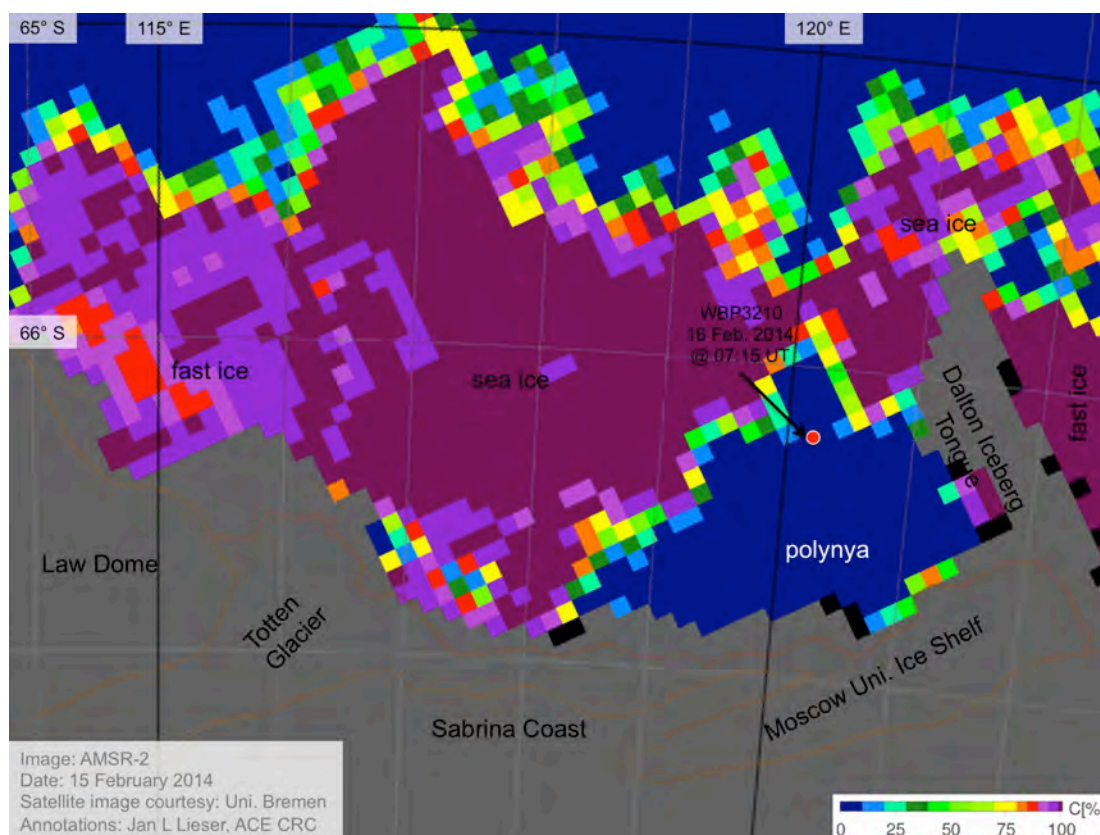 65° S
115° E
120° E
sea ice
WBP3210
16 Feb. 2014
@ 07:15 UT
66° S
fast ice
sea ice
Dalton Iceberg
Tongue
fast ice
polynya
Law Dome
Totten
Glacier
Moscow Uni. Ice Shelf
Sabrina Coast
Image: AMSR-2
Date: 15 February 2014
Satellite image courtesy: Uni. Bremen
Annotations: Jan L Lieser, ACE CRC
C[%
0 25 50 75 100